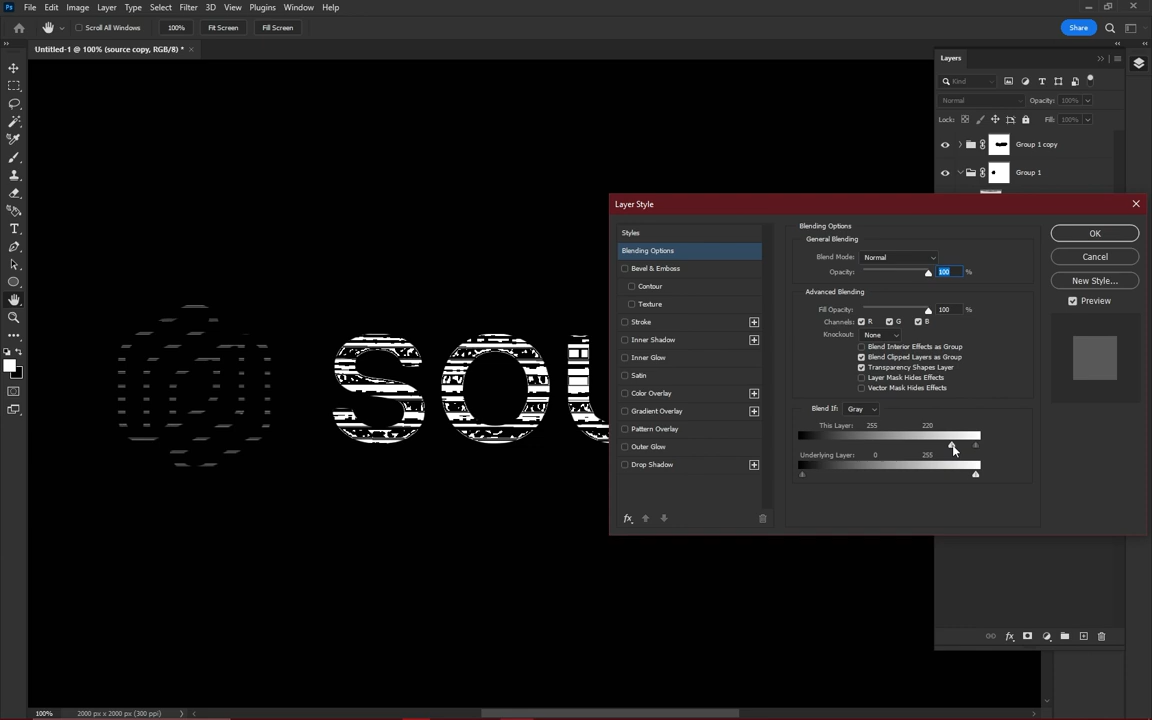 Ps File Edit Image Layer Type Select Filter 3D View Plugins Window Help
Scroll All Windows 100% Fit Screen Fill Screen Share
Untitled-1 @ 100% (source copy, RGB/8) * ×
Layers
Kind
Normal Opacity: 100%
Lock: Fill: 100%
Group 1 copy
Group 1
Layer Style
Styles
Blending Options
Bevel & Emboss
Contour
Texture
Stroke
Inner Shadow
Inner Glow
Satin
Color Overlay
Gradient Overlay
Pattern Overlay
Outer Glow
Drop Shadow
fx
Blending Options
General Blending
Blend Mode: Normal
Opacity: 100 %
Advanced Blending
Fill Opacity: 100 %
Channels: R G B
Knockout: None
Blend Interior Effects as Group
Blend Clipped Layers as Group
Transparency Shapes Layer
Layer Mask Hides Effects
Vector Mask Hides Effects
Blend If: Gray
This Layer: 255 220
Underlying Layer: 0 255
OK
Cancel
New Style...
Preview
SOU
fx
100% 2000 px x 2000 px (300 ppi)